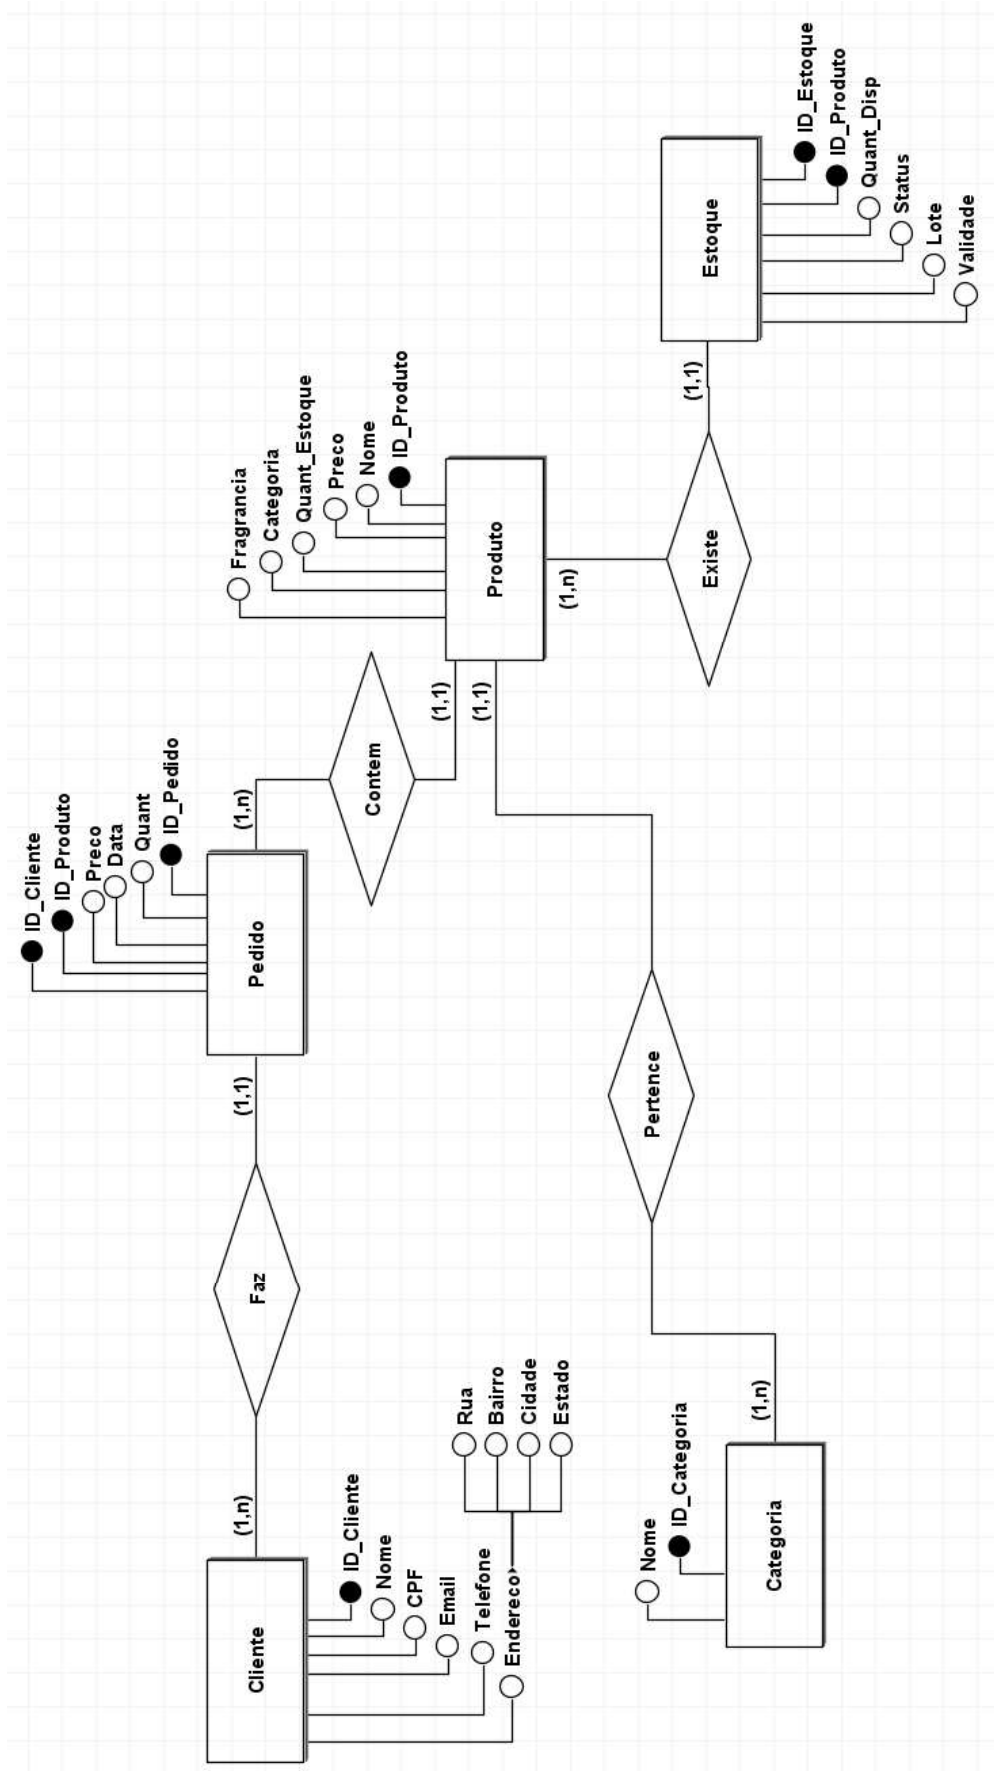 Cliente
ID_Cliente
Nome
CPF
Email
Telefone
Endereco
Rua
Bairro
Cidade
Estado
(1,n)
Faz
(1,1)
Pedido
ID_Cliente
ID_Produto
Preco
Data
Quant
ID_Pedido
(1,n)
Contem
(1,1)
(1,1)
Produto
Fragrancia
Categoria
Quant_Estoque
Preco
Nome
ID_Produto
(1,n)
Existe
(1,1)
Estoque
ID_Estoque
ID_Produto
Quant_Disp
Status
Lote
Validade
Pertence
(1,n)
Categoria
Nome
ID_Categoria